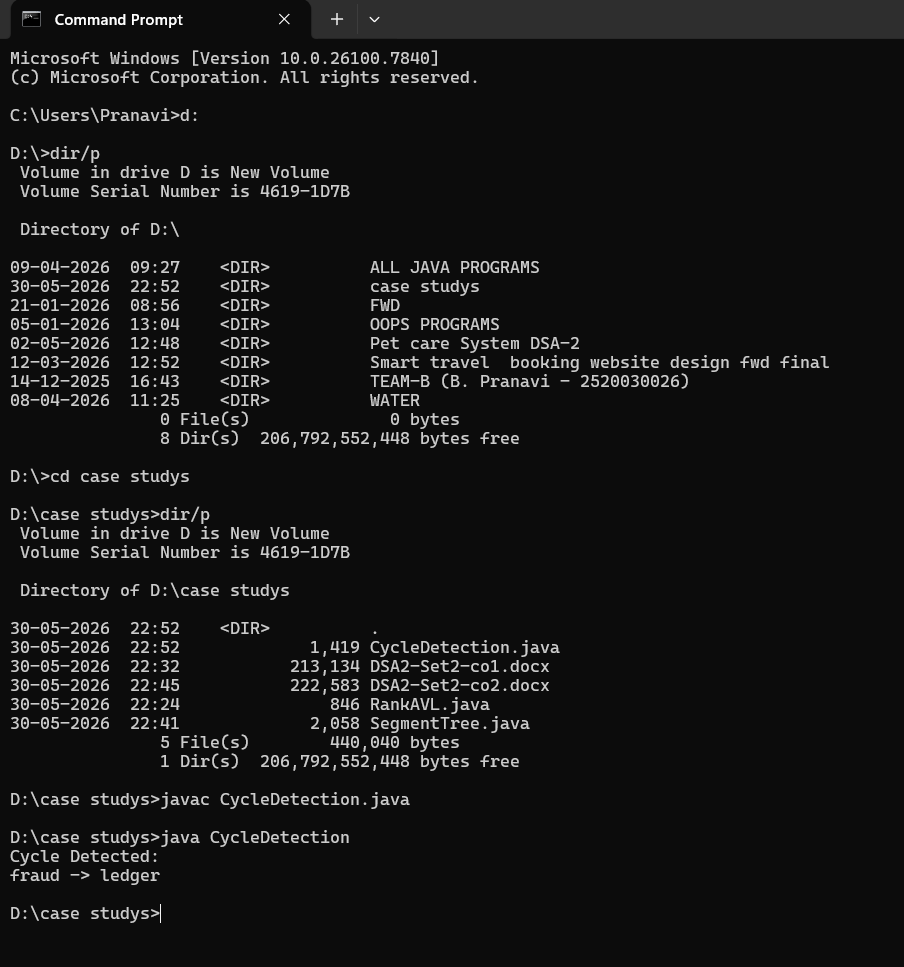 Command Prompt
Microsoft Windows [Version 10.0.26100.7840]
(c) Microsoft Corporation. All rights reserved.
C:\Users\Pranavi>d:
D:\>dir/p
 Volume in drive D is New Volume
 Volume Serial Number is 4619-1D7B
 Directory of D:\
09-04-2026  09:27    <DIR>          ALL JAVA PROGRAMS
30-05-2026  22:52    <DIR>          case studys
21-01-2026  08:56    <DIR>          FWD
05-01-2026  13:04    <DIR>          OOPS PROGRAMS
02-05-2026  12:48    <DIR>          Pet care System DSA-2
12-03-2026  12:52    <DIR>          Smart travel  booking website design fwd final
14-12-2025  16:43    <DIR>          TEAM-B (B. Pranavi - 2520030026)
08-04-2026  11:25    <DIR>          WATER
               0 File(s)              0 bytes
               8 Dir(s)  206,792,552,448 bytes free
D:\>cd case studys
D:\case studys>dir/p
 Volume in drive D is New Volume
 Volume Serial Number is 4619-1D7B
 Directory of D:\case studys
30-05-2026  22:52    <DIR>          .
30-05-2026  22:52             1,419 CycleDetection.java
30-05-2026  22:32           213,134 DSA2-Set2-co1.docx
30-05-2026  22:45           222,583 DSA2-Set2-co2.docx
30-05-2026  22:24               846 RankAVL.java
30-05-2026  22:41             2,058 SegmentTree.java
               5 File(s)        440,040 bytes
               1 Dir(s)  206,792,552,448 bytes free
D:\case studys>javac CycleDetection.java
D:\case studys>java CycleDetection
Cycle Detected:
fraud -> ledger
D:\case studys>